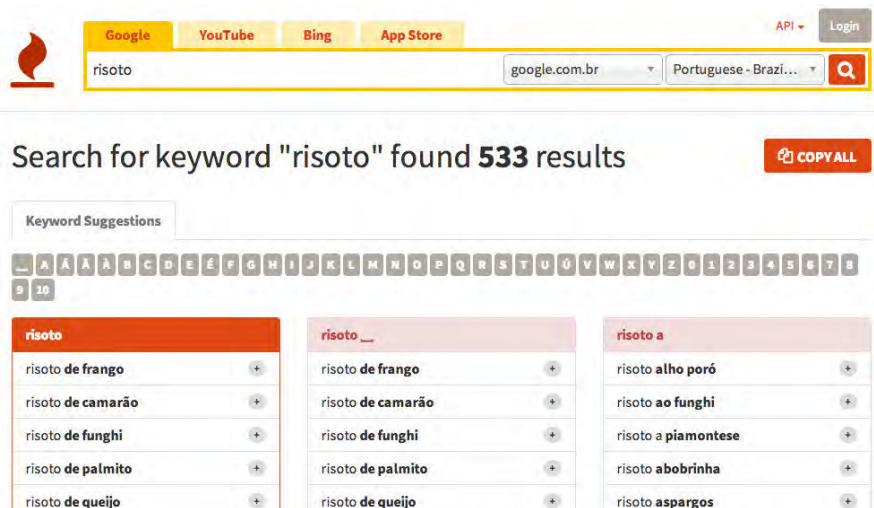 Google YouTube Bing App Store API Login
risoto google.com.br Portuguese - Brazi...
Search for keyword "risoto" found 533 results COPY ALL
Keyword Suggestions
_ A Á Ã À B C D E É F G H I J K L M N O P Q R S T U Ú V W X Y Z 0 1 2 3 4 5 6 7 8
9 10
risoto risoto _ risoto a
risoto de frango + risoto de frango + risoto alho poró +
risoto de camarão + risoto de camarão + risoto ao funghi +
risoto de funghi + risoto de funghi + risoto a piamontese +
risoto de palmito + risoto de palmito + risoto abobrinha +
risoto de queijo + risoto de queijo + risoto aspargos +